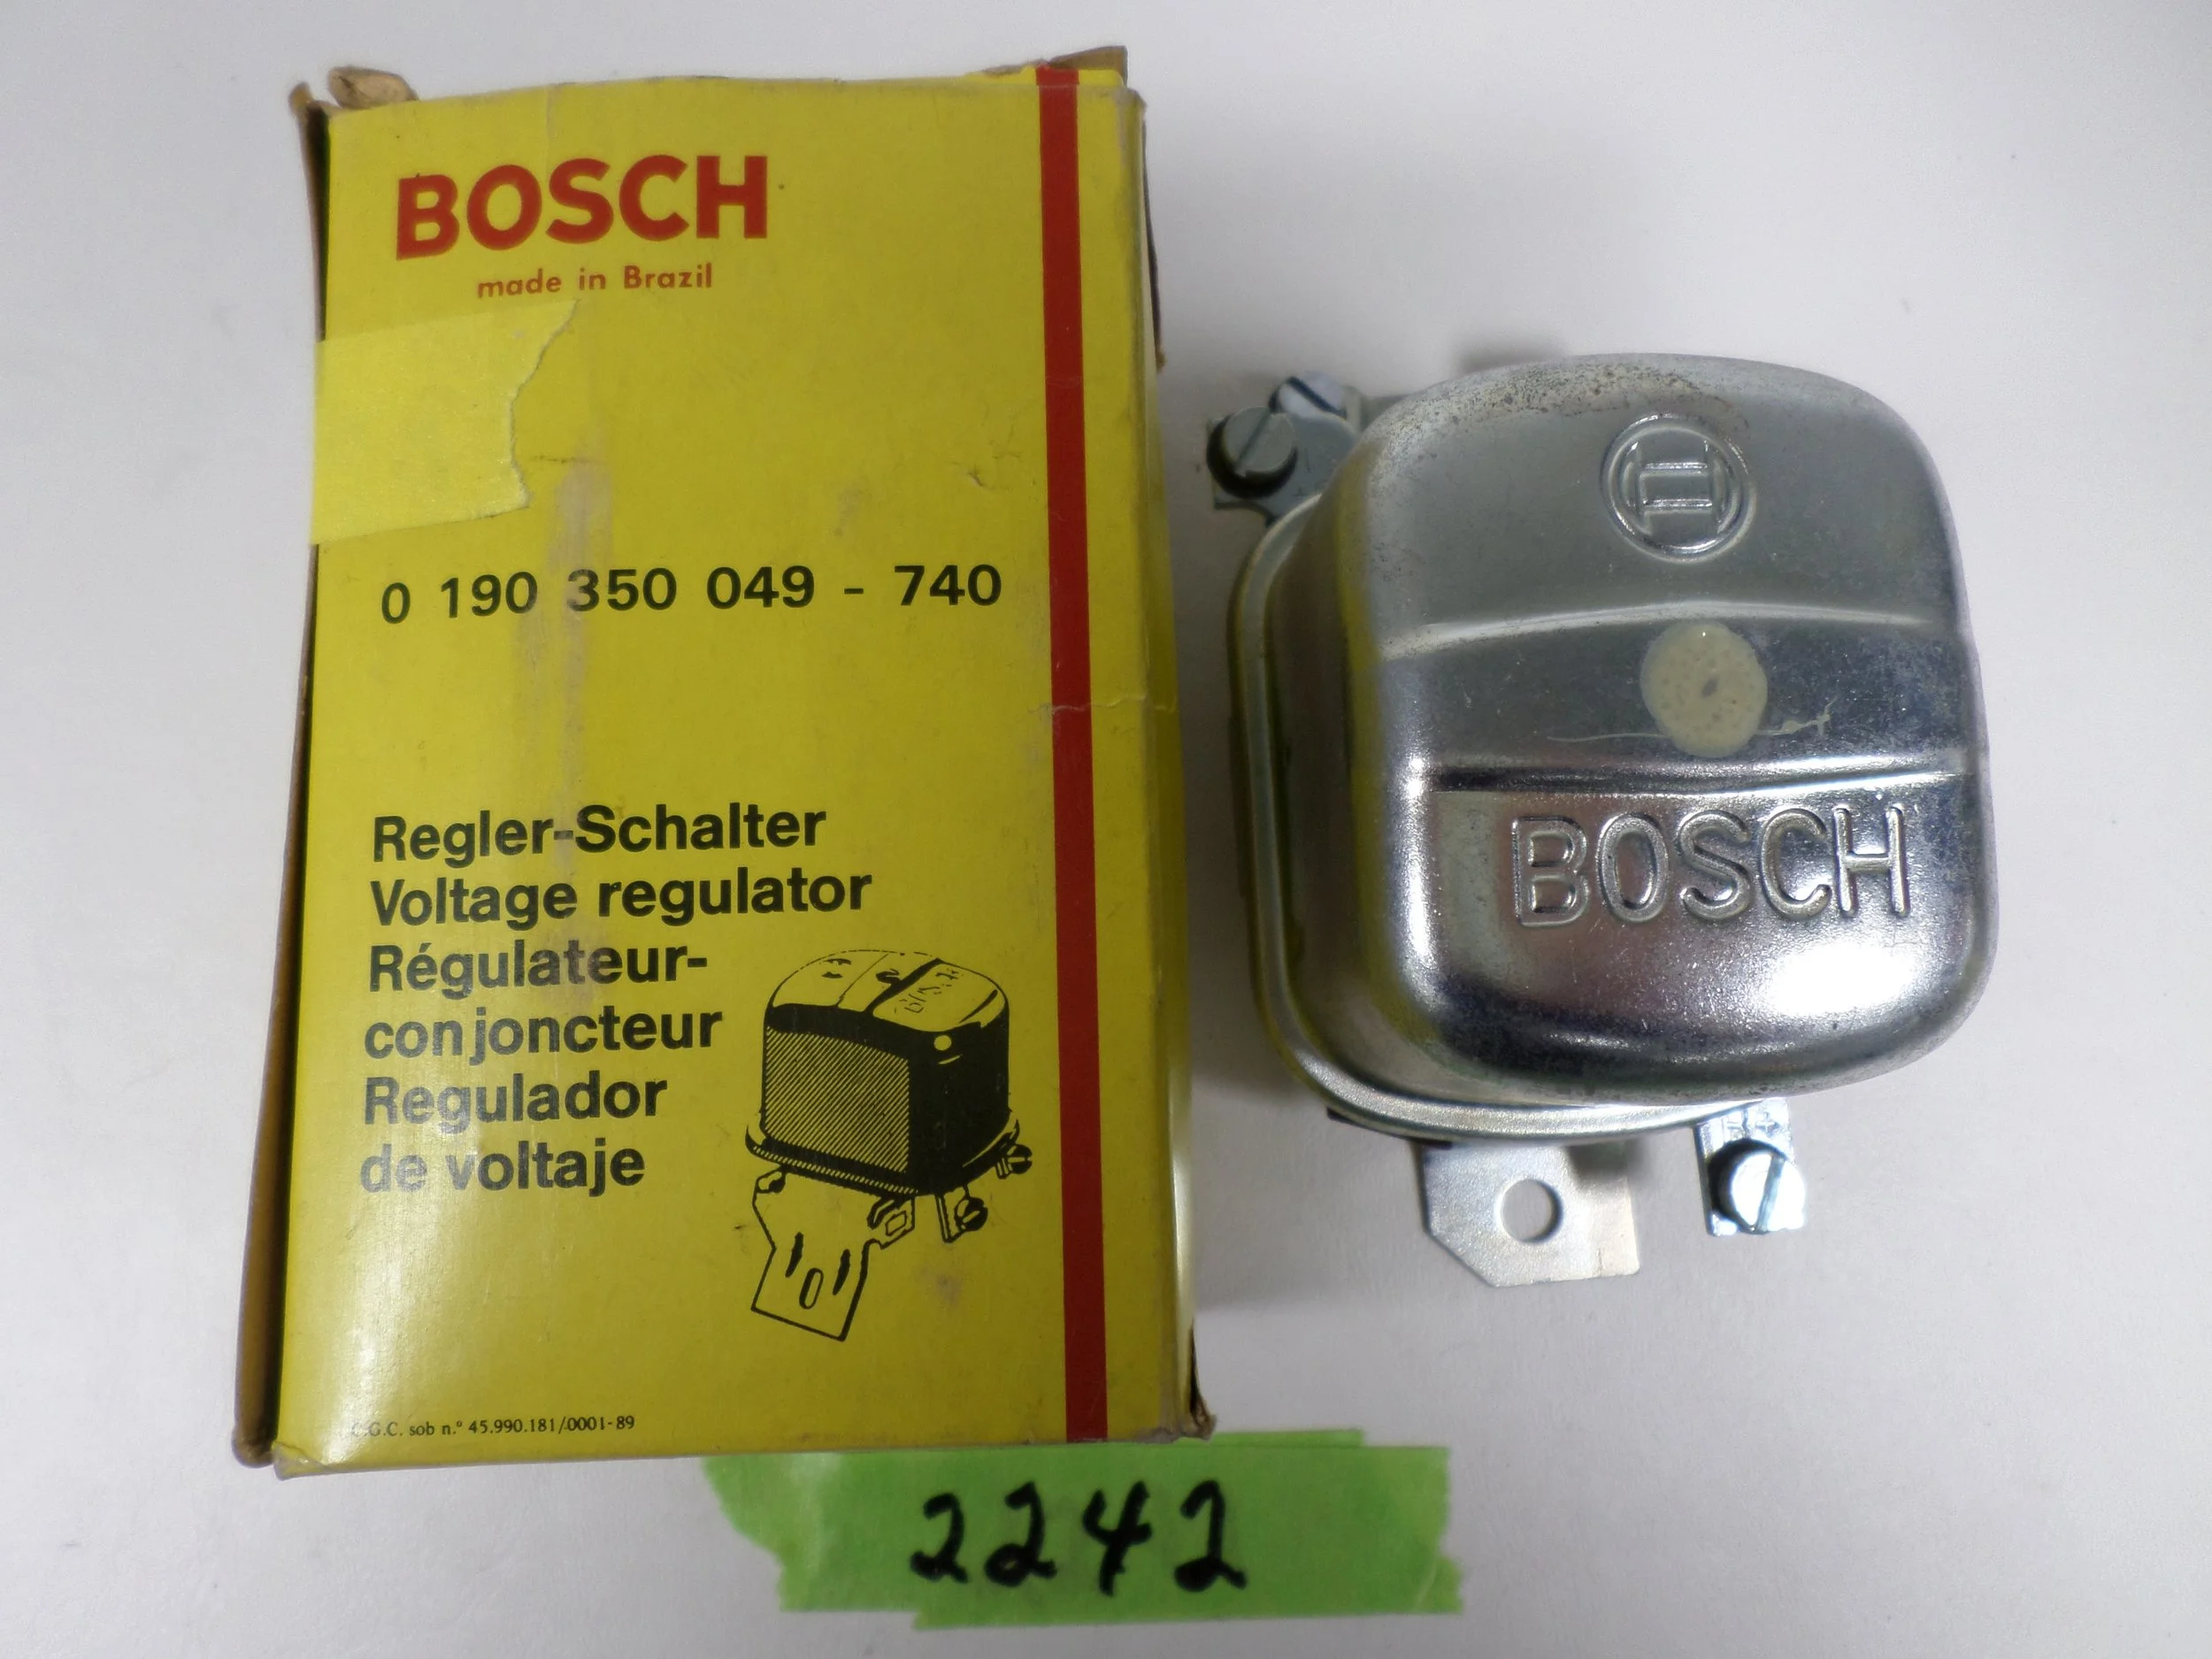 BOSCH
made in Brazil
0 190 350 049 - 740
Regler-Schalter
Voltage regulator
Régulateur-
conjoncteur
Regulador
de voltaje
C.G.C. sob n.º 45.990.181/0001-89
BOSCH
BOSCH
2242